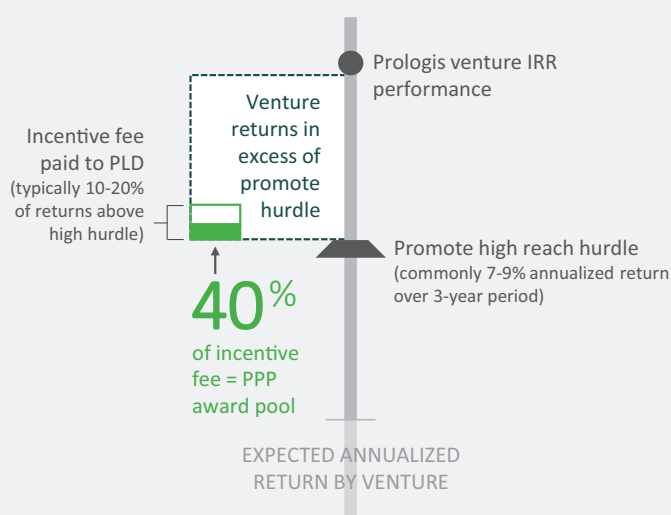 Prologis venture IRR
performance
Venture
returns in
excess of
promote
hurdle
Incentive fee
paid to PLD
(typically 10-20%
of returns above
high hurdle)
Promote high reach hurdle
(commonly 7-9% annualized return
over 3-year period)
40%
of incentive
fee = PPP
award pool
EXPECTED ANNUALIZED
RETURN BY VENTURE